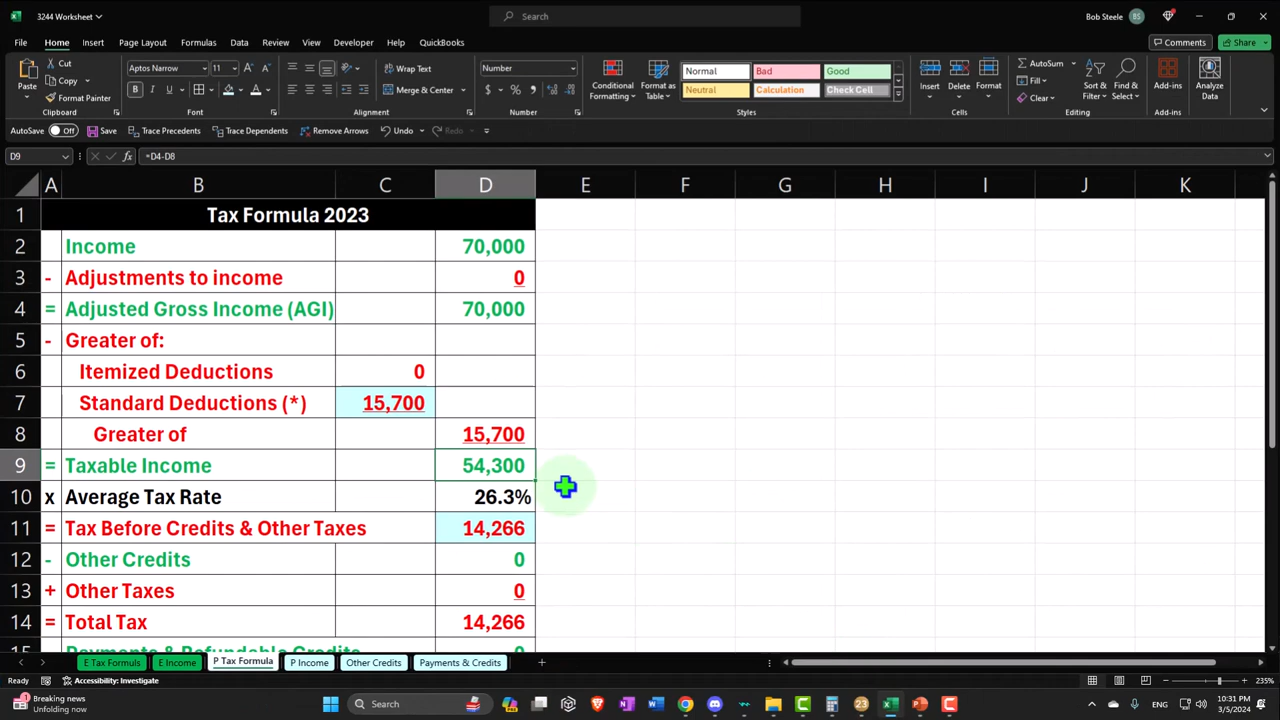 3244 Worksheet
Search
Bob Steele
BS
File Home Insert Page Layout Formulas Data Review View Developer Help QuickBooks
Comments
Share
Paste
Cut
Copy
Format Painter
Clipboard
Aptos Narrow
11
Font
Wrap Text
Merge & Center
Alignment
Number
Number
Conditional Formatting
Format as Table
Normal Bad Good
Neutral Calculation Check Cell
Styles
Insert Delete Format
Cells
AutoSum
Fill
Clear
Sort & Filter
Find & Select
Editing
Add-ins
Add-ins
Analyze Data
AutoSave Off Save Trace Precedents Trace Dependents Remove Arrows Undo Redo
D9 fx =D4-D8
A B C D E F G H I J K
1 Tax Formula 2023
2 Income 70,000
3 - Adjustments to income 0
4 = Adjusted Gross Income (AGI) 70,000
5 - Greater of:
6 Itemized Deductions 0
7 Standard Deductions (*) 15,700
8 Greater of 15,700
9 = Taxable Income 54,300
10 x Average Tax Rate 26.3%
11 = Tax Before Credits & Other Taxes 14,266
12 - Other Credits 0
13 + Other Taxes 0
14 = Total Tax 14,266
15 Payments & Refundable Credits
E Tax Formuls E Income P Tax Formula P Income Other Credits Payments & Credits
Ready Accessibility: Investigate 235%
Breaking news
Unfolding now
Search
10:31 PM
3/5/2024